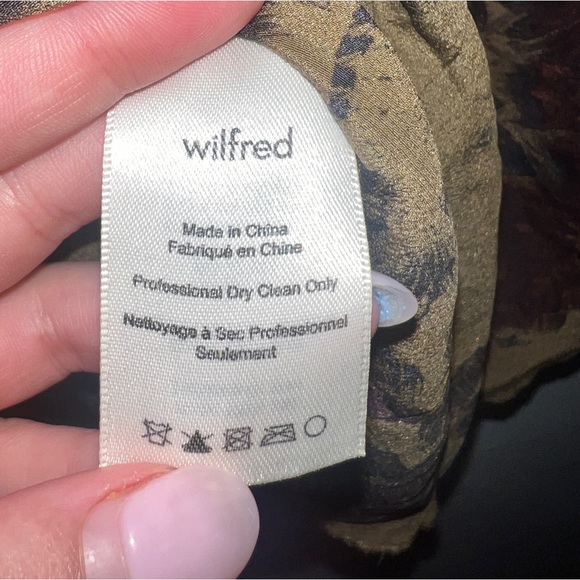 wilfred
Made in China
Fabriqué en Chine
Professional Dry Clean Only
Nettoyage à Sec Professionnel
Seulement